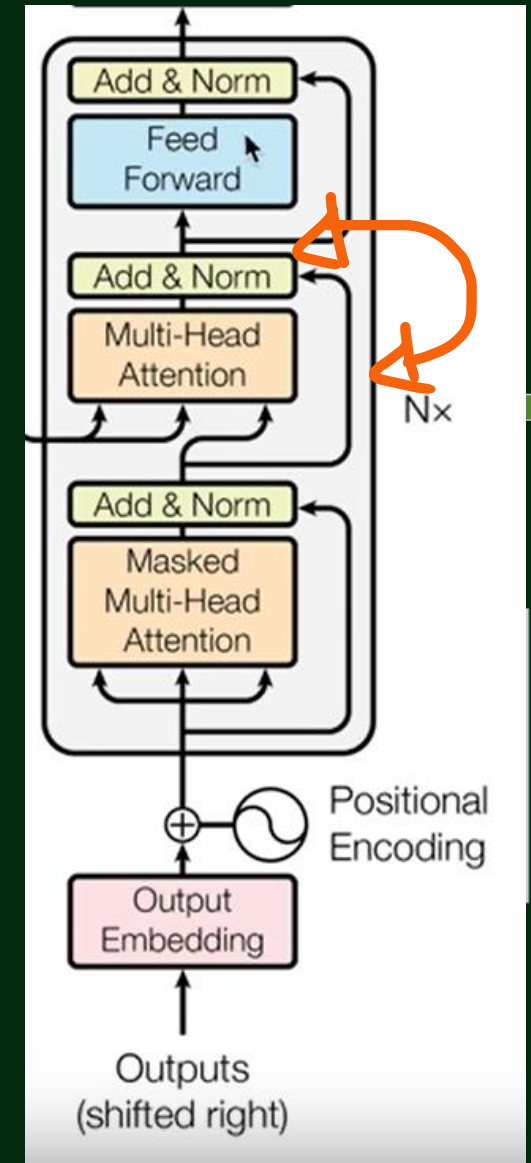 Add & Norm
Feed
Forward
Add & Norm
Multi-Head
Attention
N×
Add & Norm
Masked
Multi-Head
Attention
Positional
Encoding
Output
Embedding
Outputs
(shifted right)